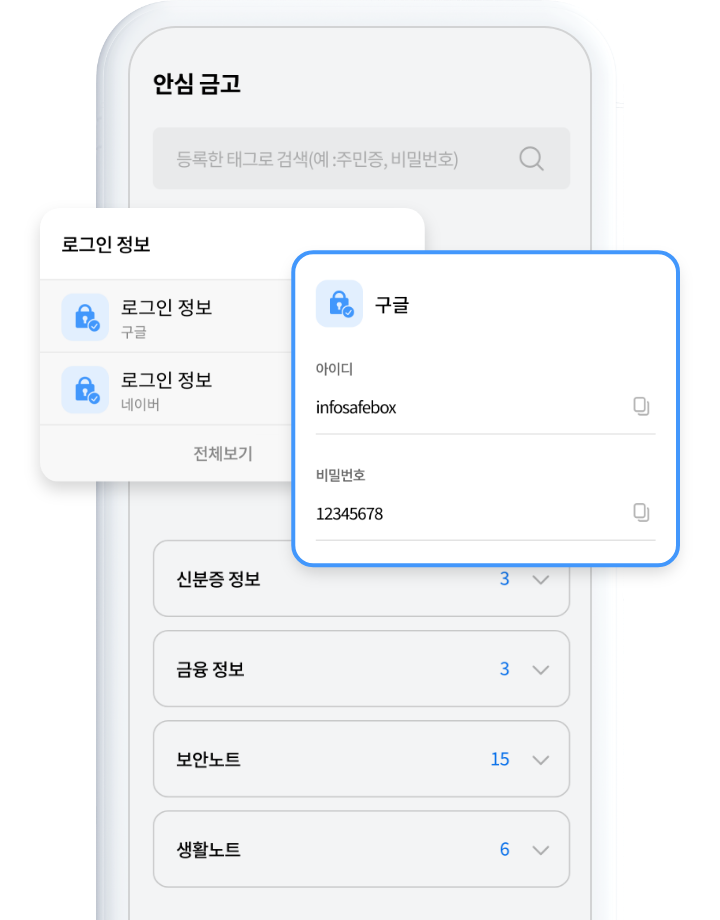 안심 금고
등록한 태그로 검색(예 :주민증, 비밀번호)
로그인 정보
로그인 정보
구글
로그인 정보
네이버
전체보기
구글
아이디
infosafebox
비밀번호
12345678
신분증 정보 3
금융 정보 3
보안노트 15
생활노트 6